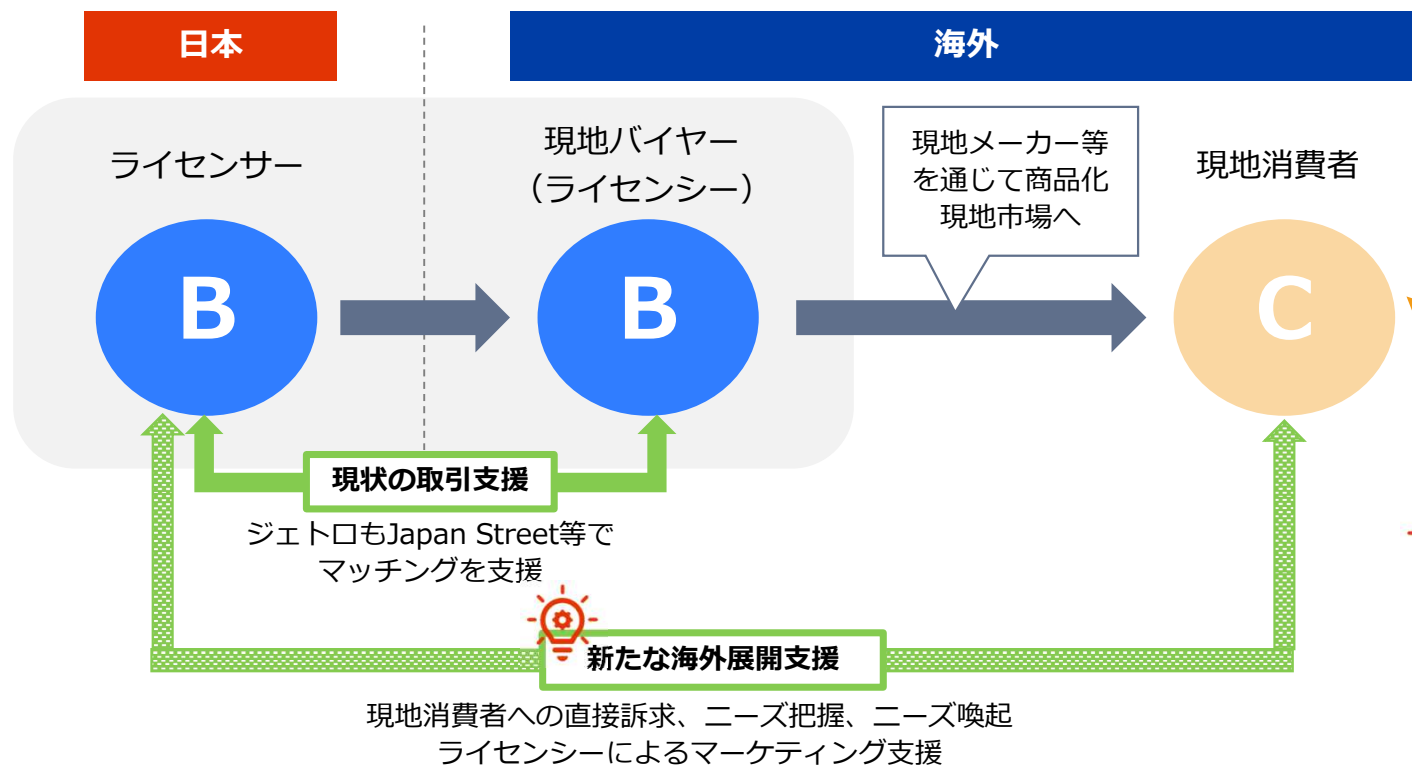 日本
海外
ライセンサー
現地バイヤー
（ライセンシー）
現地メーカー等
を通じて商品化
現地市場へ
現地消費者
B
B
C
現状の取引支援
ジェトロもJapan Street等で
マッチングを支援
新たな海外展開支援
現地消費者への直接訴求、ニーズ把握、ニーズ喚起
ライセンシーによるマーケティング支援